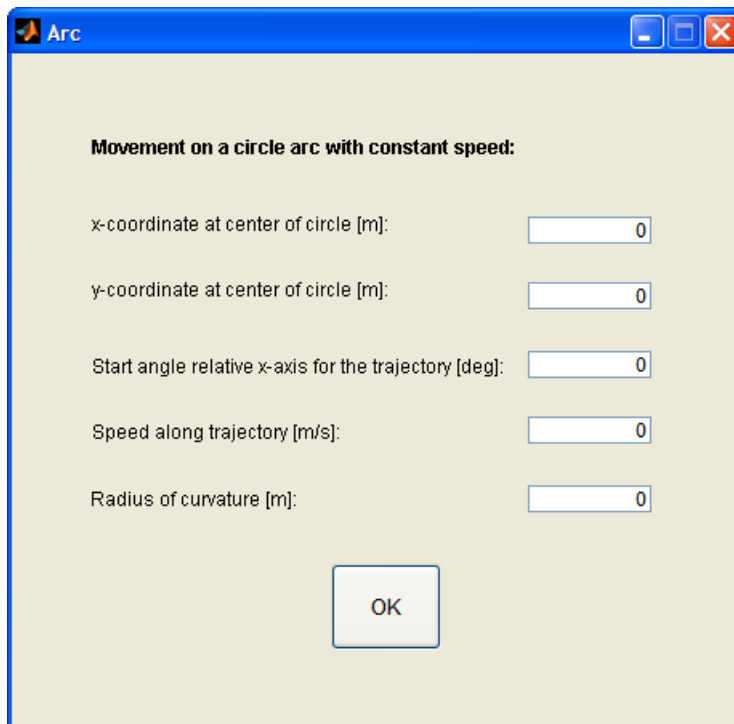 Arc
Movement on a circle arc with constant speed:
x-coordinate at center of circle [m]: 0
y-coordinate at center of circle [m]: 0
Start angle relative x-axis for the trajectory [deg]: 0
Speed along trajectory [m/s]: 0
Radius of curvature [m]: 0
OK